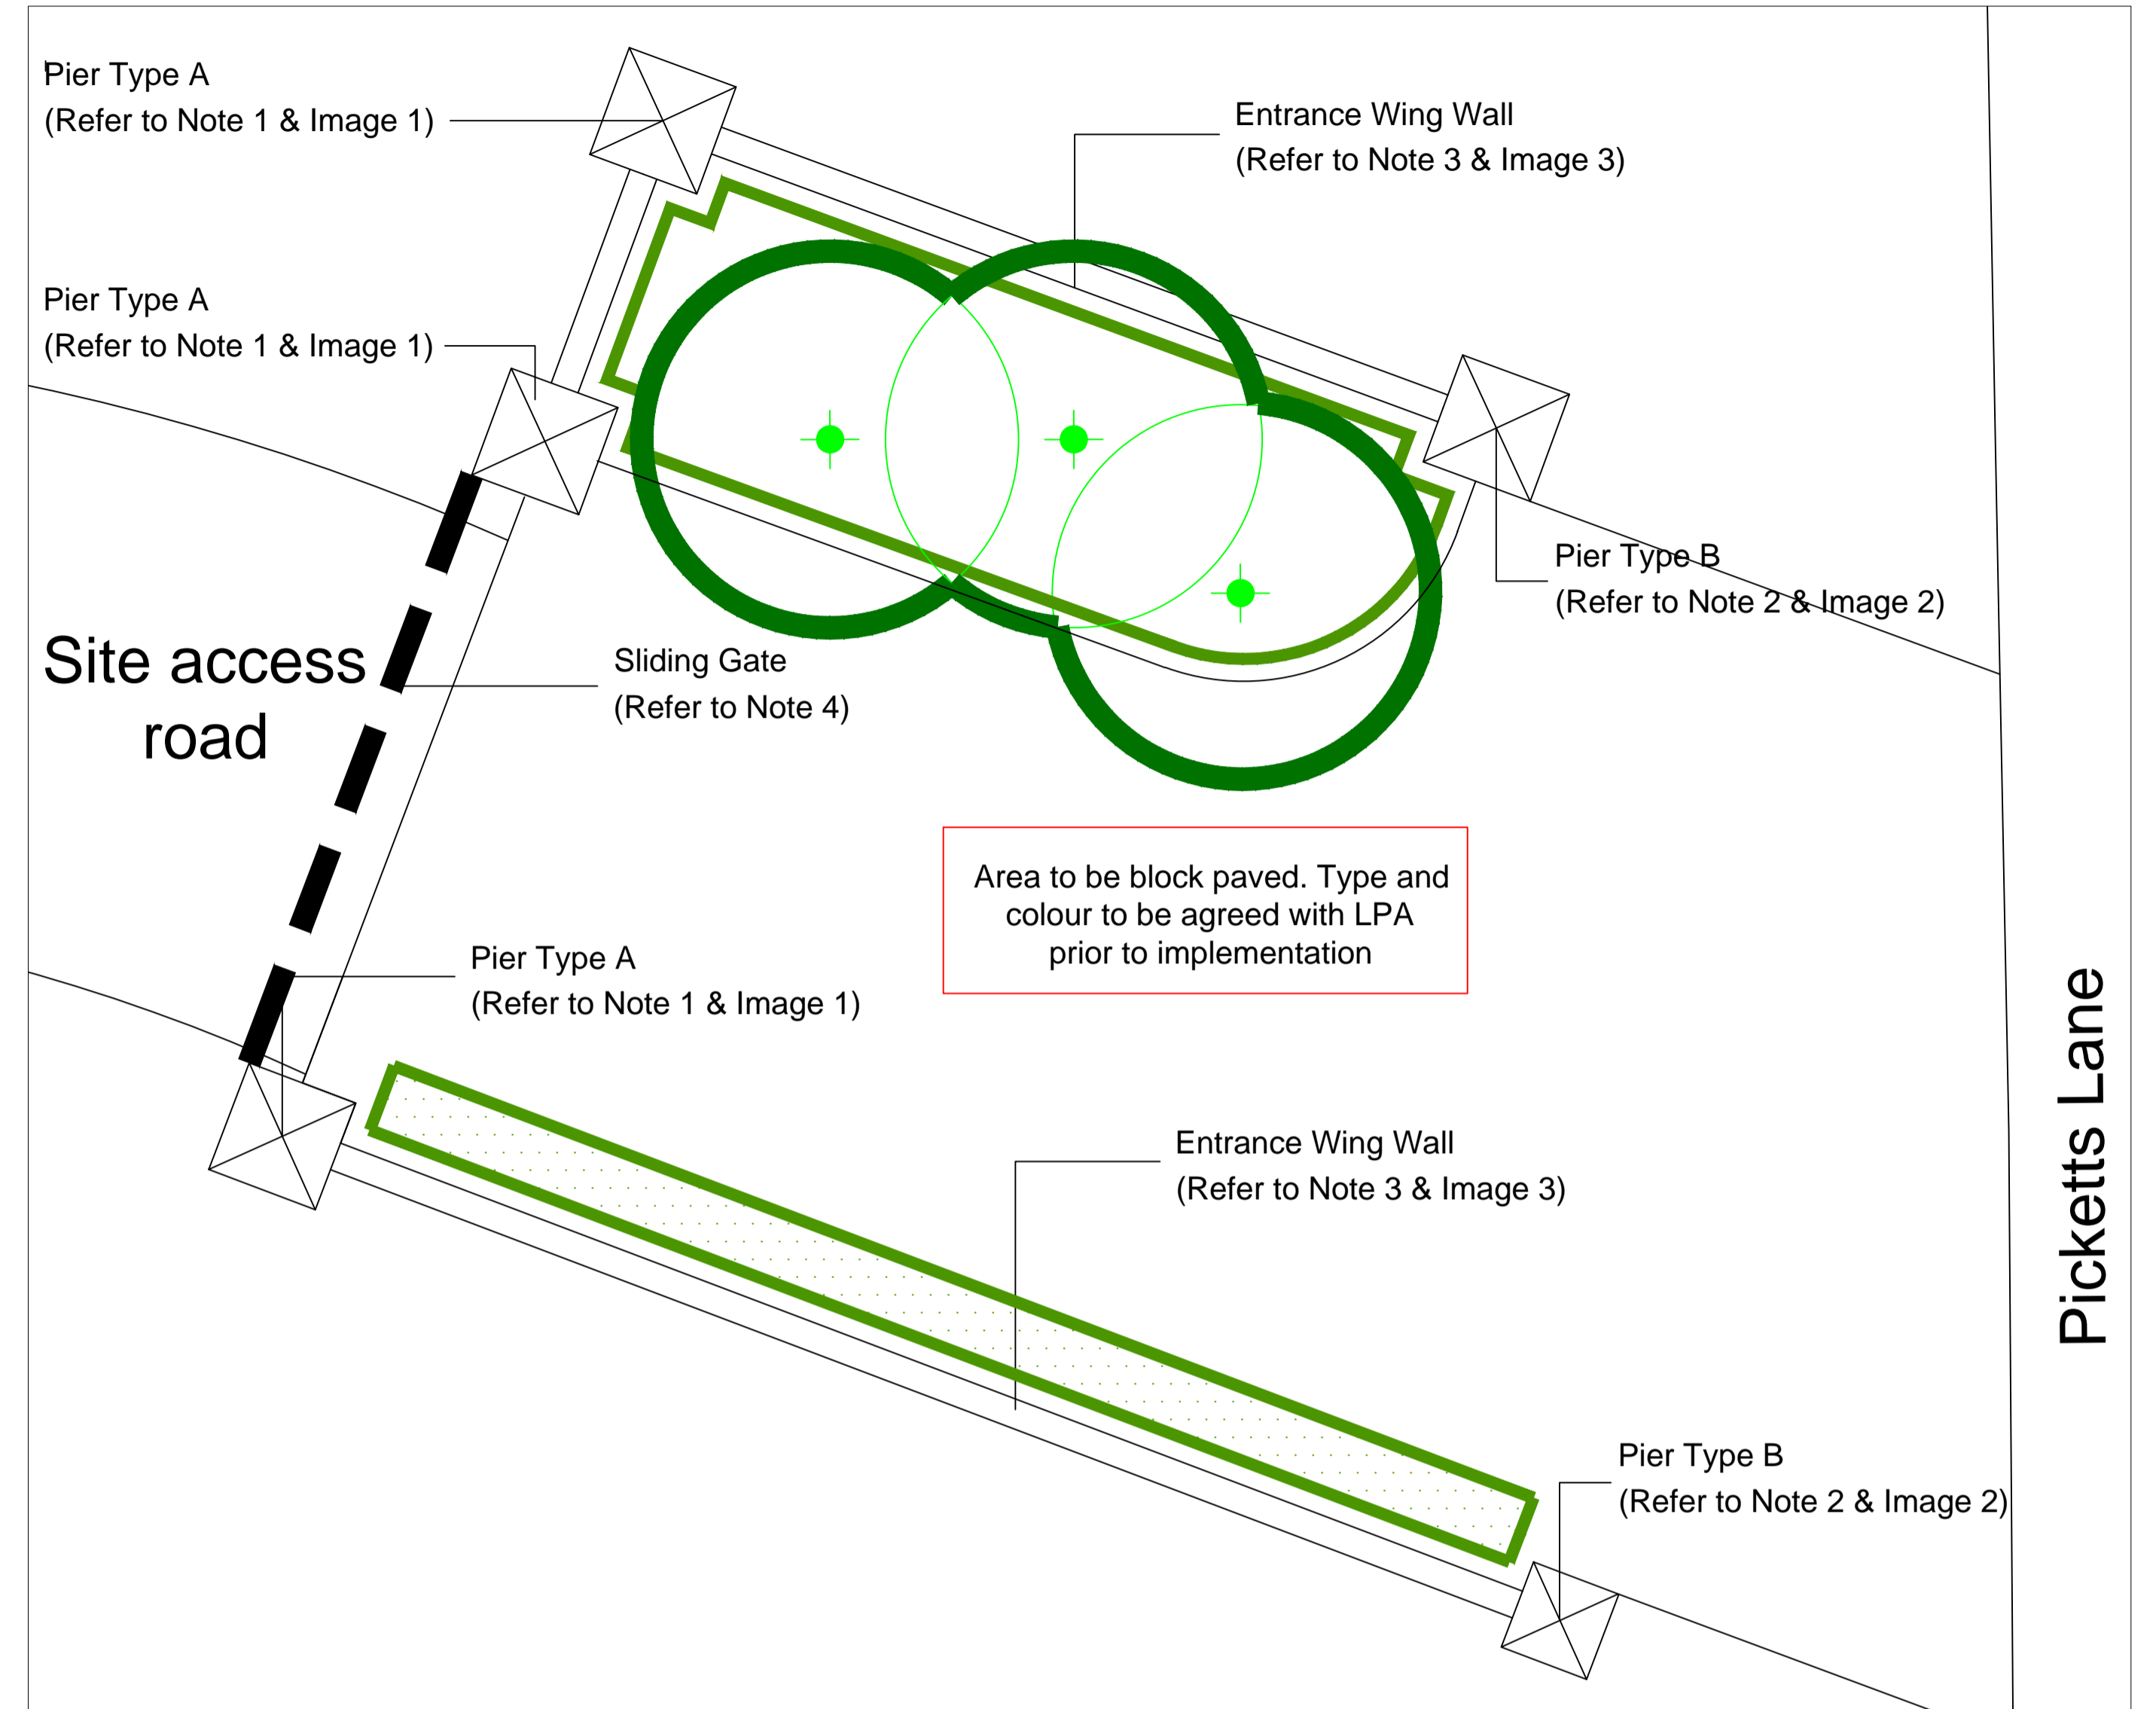 Pier Type A
(Refer to Note 1 & Image 1)
Entrance Wing Wall
(Refer to Note 3 & Image 3)
Pier Type A
(Refer to Note 1 & Image 1)
Pier Type B
(Refer to Note 2 & Image 2)
Site access
road
Sliding Gate
(Refer to Note 4)
Area to be block paved. Type and
colour to be agreed with LPA
prior to implementation
Pier Type A
(Refer to Note 1 & Image 1)
Picketts Lane
Entrance Wing Wall
(Refer to Note 3 & Image 3)
Pier Type B
(Refer to Note 2 & Image 2)